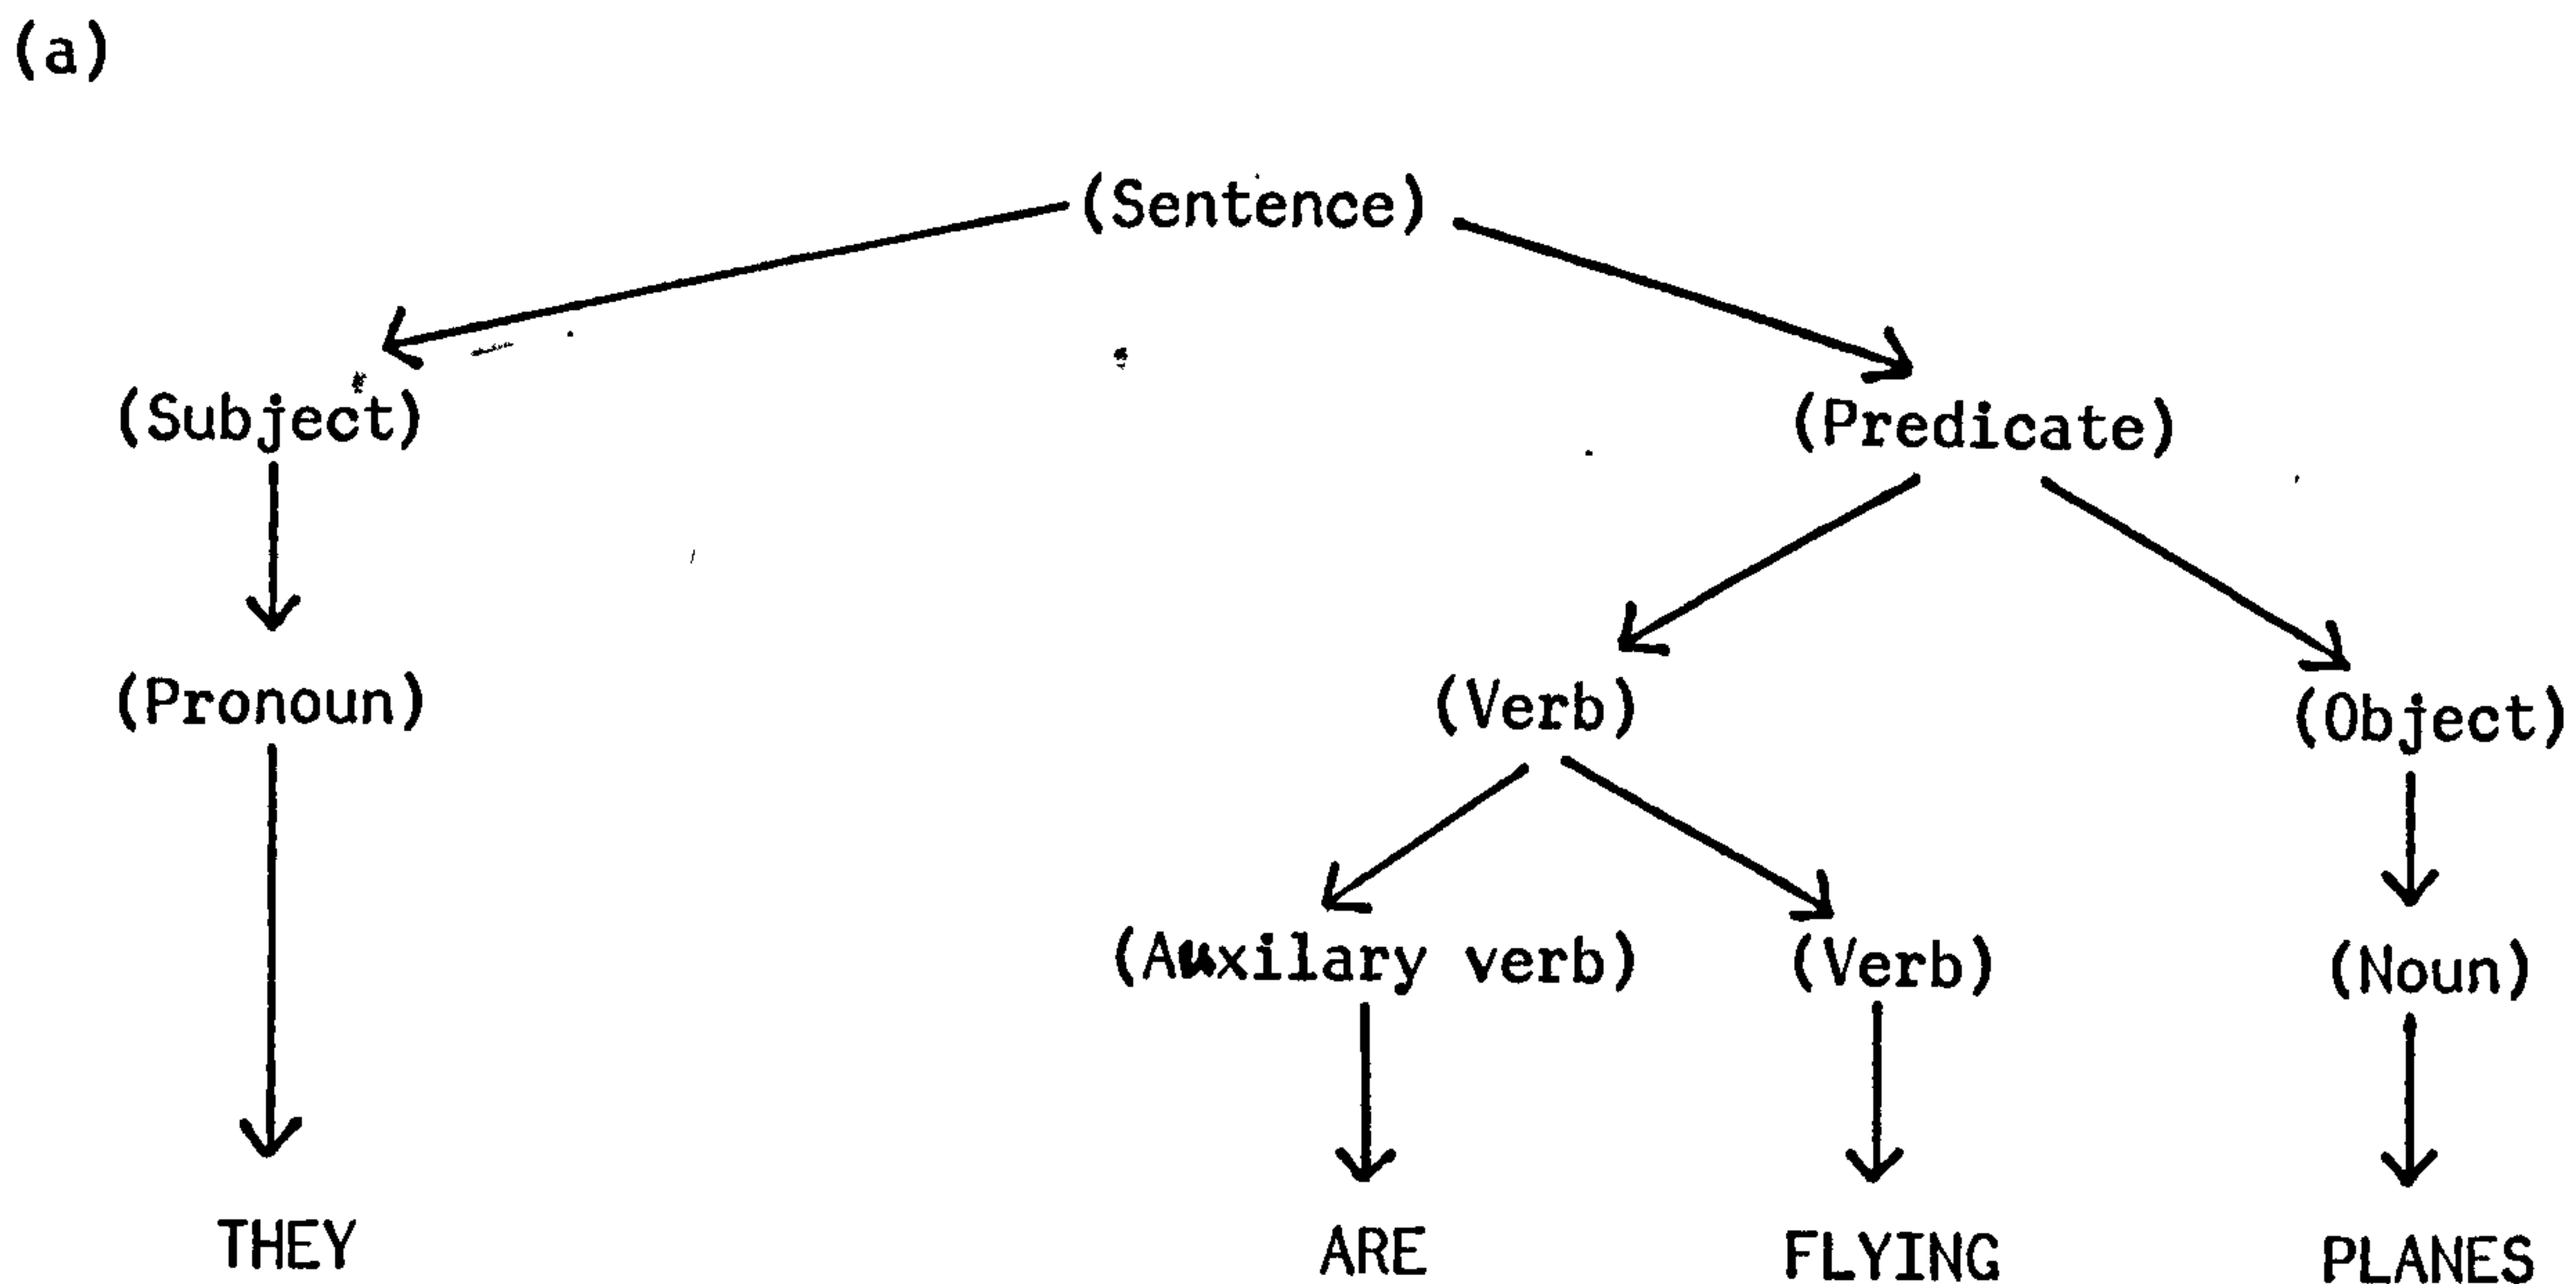 (a)
(Sentence)
(Subject) (Predicate)
(Pronoun) (Verb) (Object)
(Auxilary verb) (Verb) (Noun)
THEY ARE FLYING PLANES